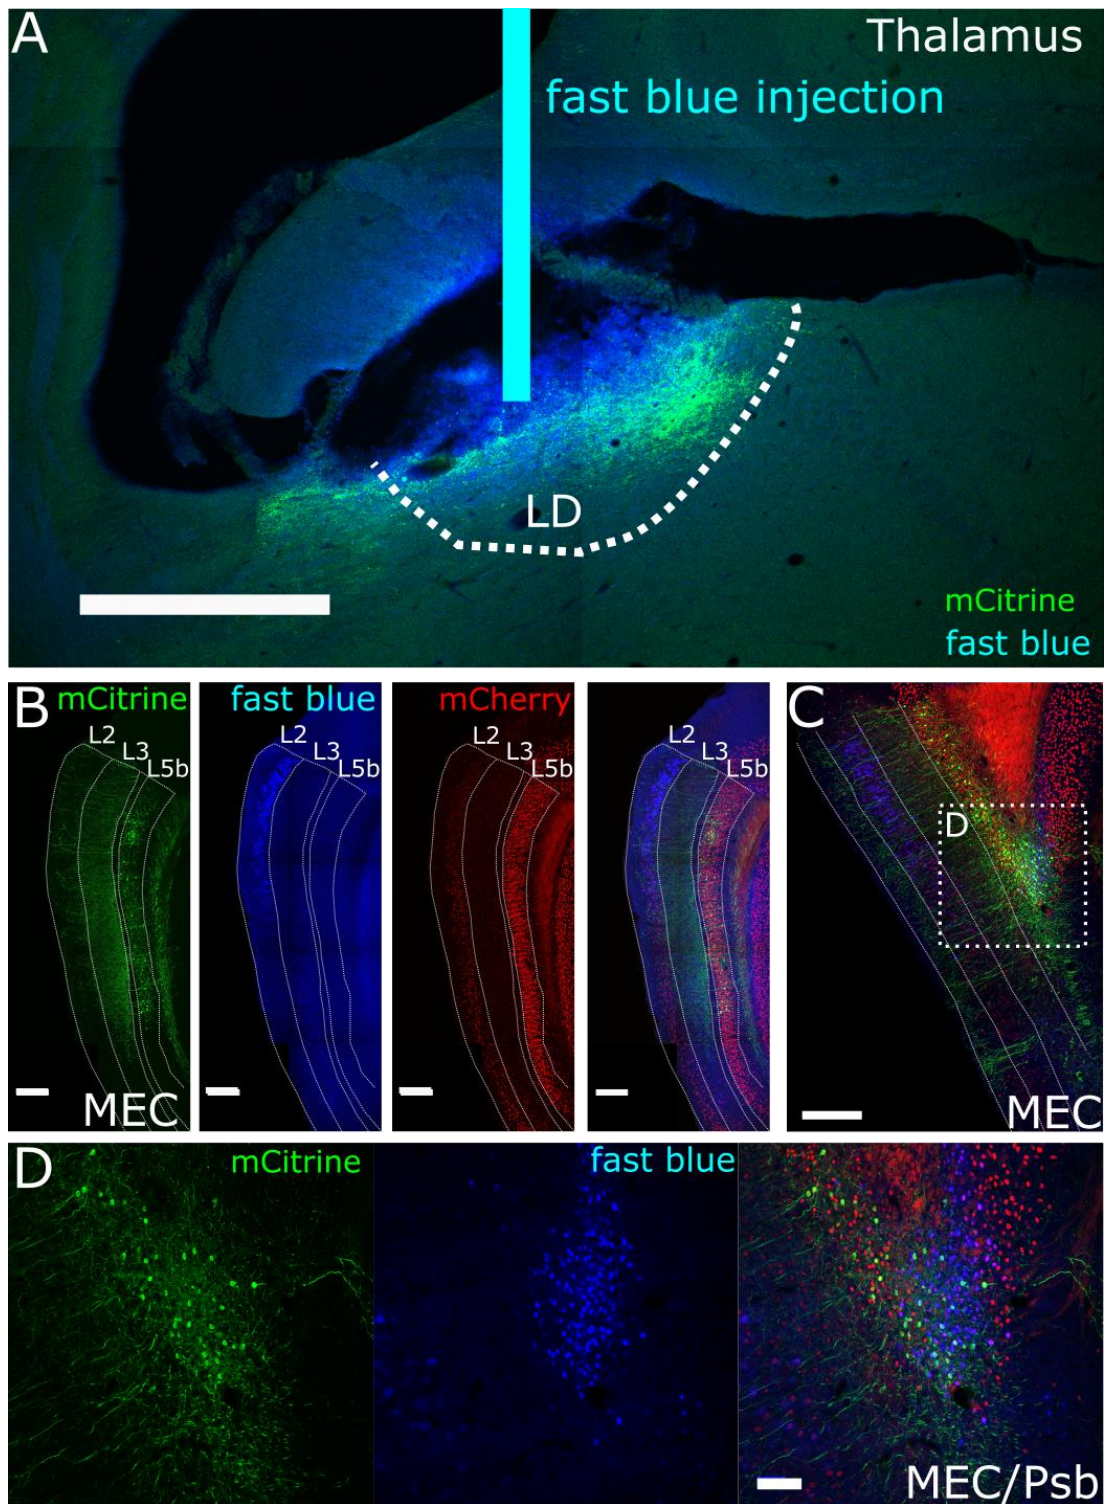 A
Thalamus
fast blue injection
LD
mCitrine
fast blue
B
mCitrine
L2
L3
L5b
MEC
fast blue
L2
L3
L5b
mCherry
L2
L3
L5b
L2
L3
L5b
C
D
MEC
D
mCitrine
fast blue
MEC/Psb